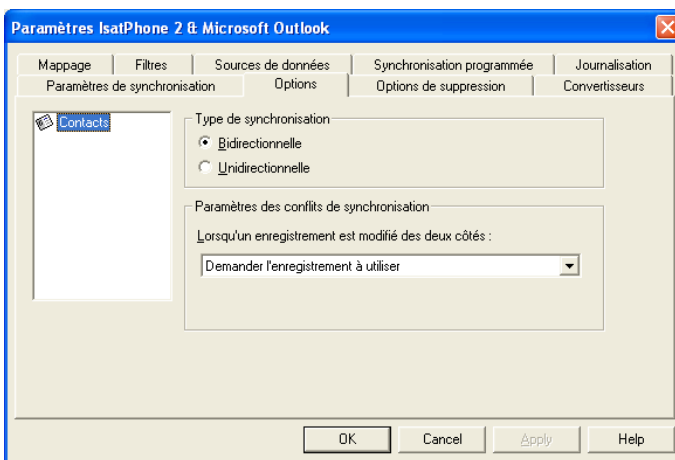 Paramètres IsatPhone 2 & Microsoft Outlook
Mappage Filtres Sources de données Synchronisation programmée Journalisation
Paramètres de synchronisation Options Options de suppression Convertisseurs
Contacts
Type de synchronisation
Bidirectionnelle
Unidirectionnelle
Paramètres des conflits de synchronisation
Lorsqu'un enregistrement est modifié des deux côtés :
Demander l'enregistrement à utiliser
OK Cancel Apply Help